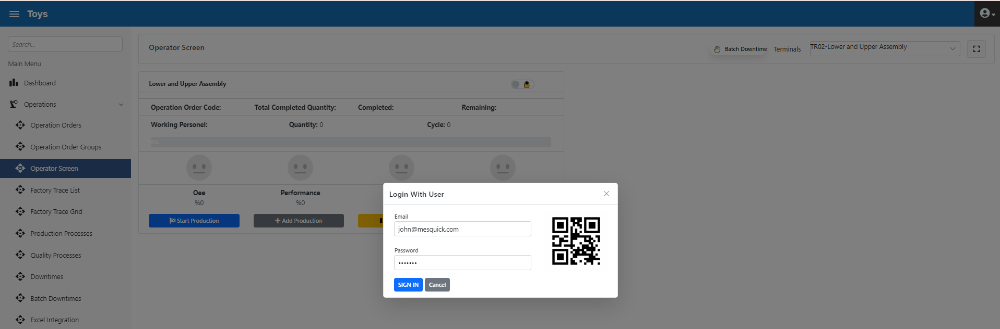 Toys
Search...
Main Menu
Dashboard
Operations
Operation Orders
Operation Order Groups
Operator Screen
Factory Trace List
Factory Trace Grid
Production Processes
Quality Processes
Downtimes
Batch Downtimes
Excel Integration
Operator Screen
Batch Downtime Terminals TR02-Lower and Upper Assembly
Lower and Upper Assembly
Operation Order Code: Total Completed Quantity: Completed: Remaining:
Working Personel: Quantity: 0 Cycle: 0
0%
Oee Performance
%0 %0
Start Production Add Production
Login With User
Email
john@mesquick.com
Password
SIGN IN Cancel